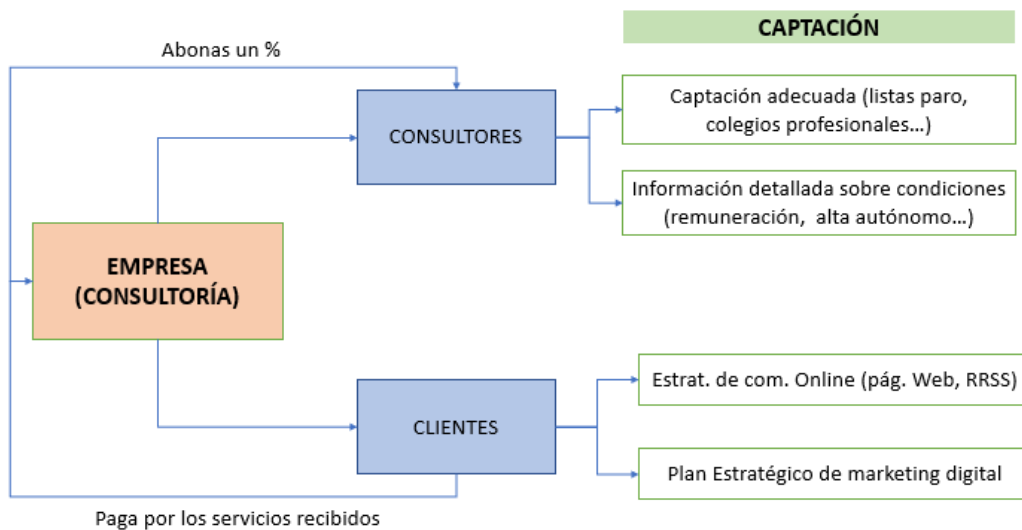 CAPTACIÓN
Abonas un %
CONSULTORES
Captación adecuada (listas paro,
colegios profesionales…)
Información detallada sobre condiciones
(remuneración, alta autónomo…)
EMPRESA
(CONSULTORÍA)
CLIENTES
Estrat. de com. Online (pág. Web, RRSS)
Plan Estratégico de marketing digital
Paga por los servicios recibidos